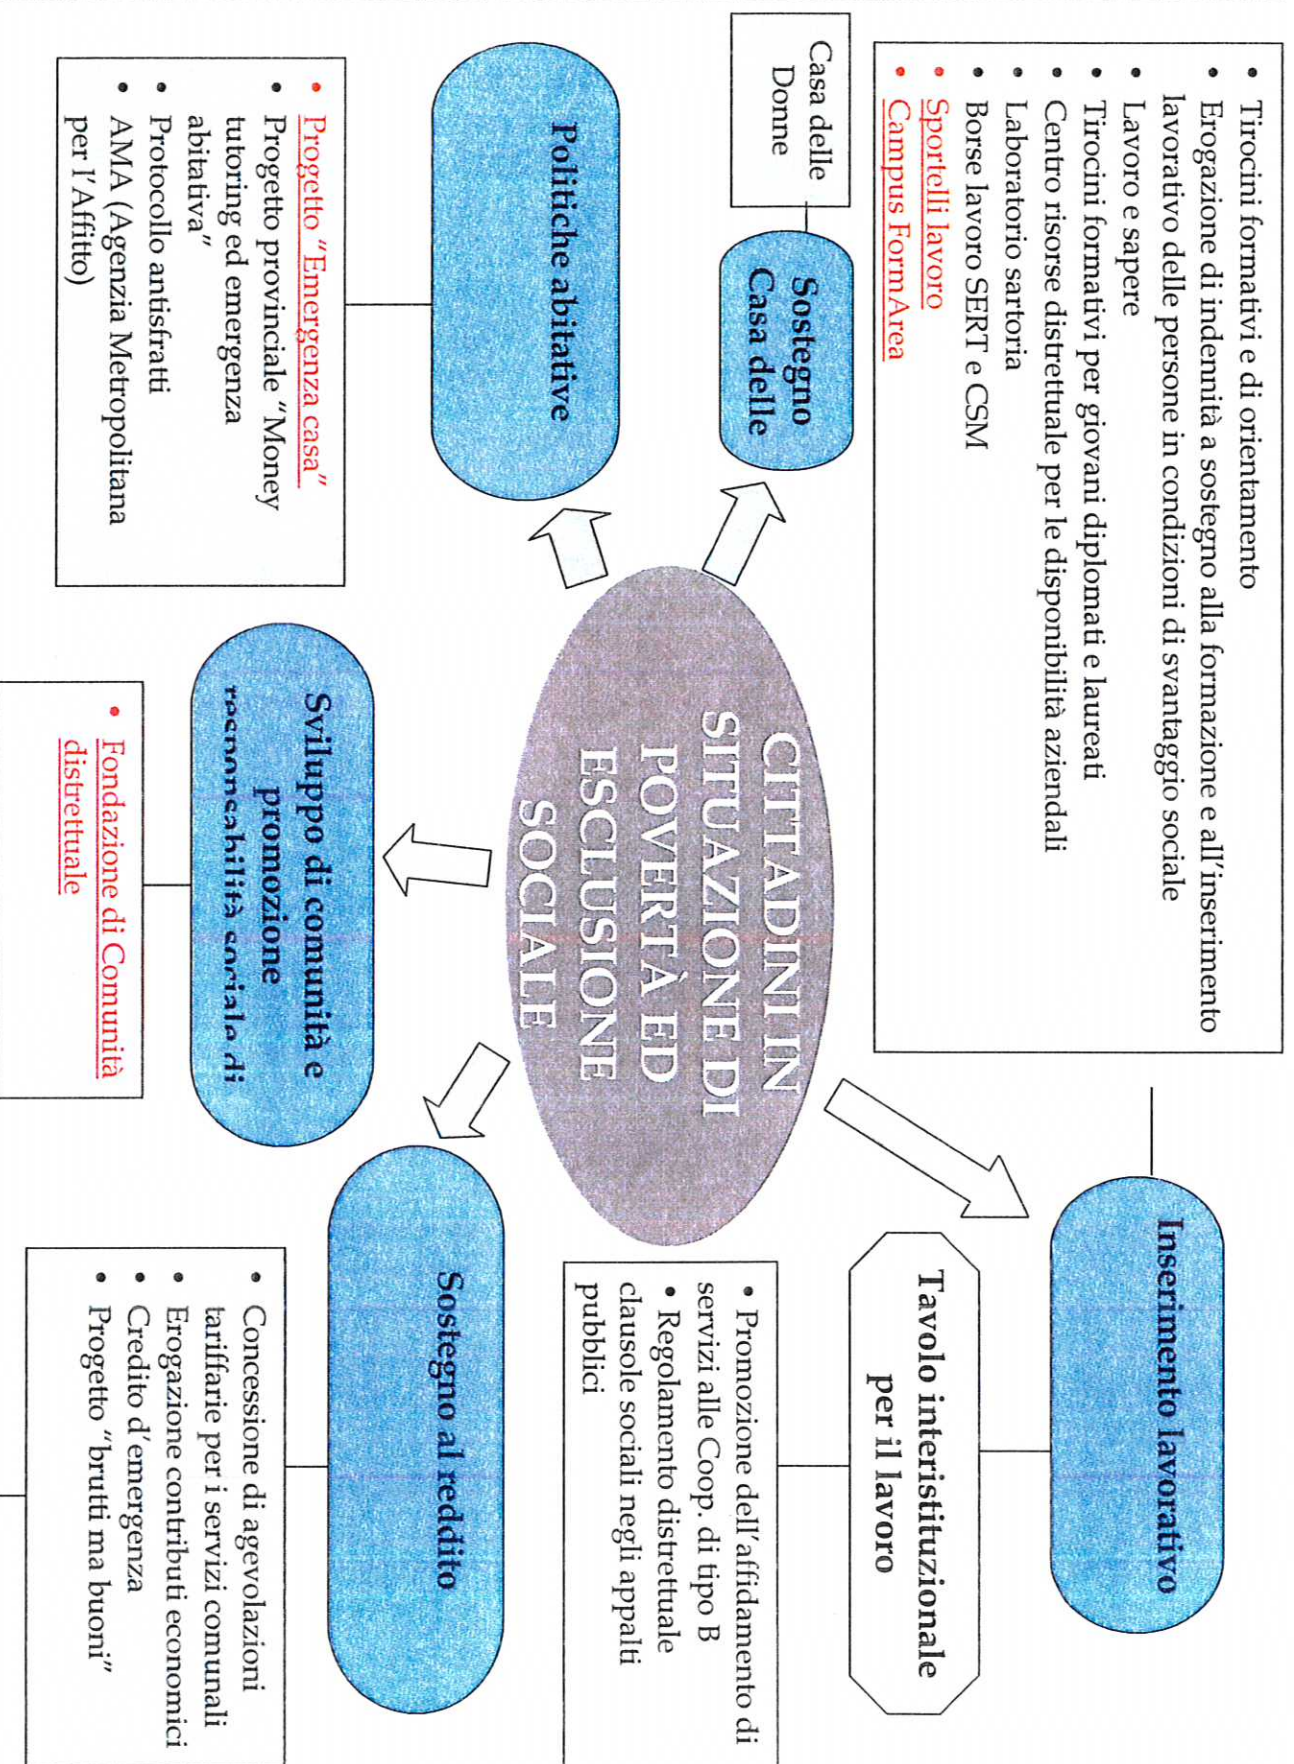 • Tirocini formativi e di orientamento
• Erogazione di indennità a sostegno alla formazione e all'inserimento
lavorativo delle persone in condizioni di svantaggio sociale
• Lavoro e sapere
• Tirocini formativi per giovani diplomati e laureati
• Centro risorse distrettuale per le disponibilità aziendali
• Laboratorio sartoria
• Borse lavoro SERT e CSM
• Sportelli lavoro
• Campus FormArea
Inserimento lavorativo
Tavolo interistituzionale
per il lavoro
• Promozione dell'affidamento di
servizi alle Coop. di tipo B
• Regolamento distrettuale
clausole sociali negli appalti
pubblici
Casa delle
Donne
Sostegno
Casa delle
CITTADINI IN
SITUAZIONE DI
POVERTÀ ED
ESCLUSIONE
SOCIALE
Politiche abitative
• Progetto "Emergenza casa"
• Progetto provinciale "Money
tutoring ed emergenza
abitativa"
• Protocollo antisfratti
• AMA (Agenzia Metropolitana
per l'Affitto)
Sviluppo di comunità e
promozione
responsabilità sociale di
• Fondazione di Comunità
distrettuale
Sostegno al reddito
• Concessione di agevolazioni
tariffarie per i servizi comunali
• Erogazione contributi economici
• Credito d'emergenza
• Progetto "brutti ma buoni"